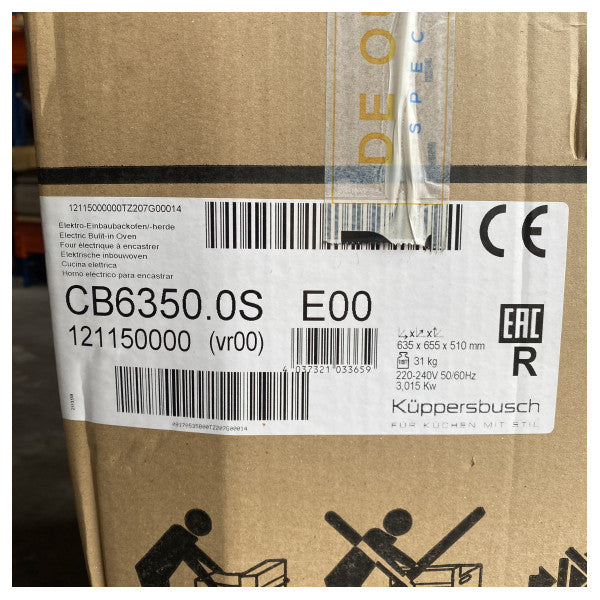 DE O
SPEC
12115000000TZ207G00014
Elektro-Einbaubackofen/-herde
Electric Bulit-in Oven
Four électrique à encastrer
Elektrische inbouwoven
Cucina elettrica
Horno electrico para encastrar
CE
CB6350.0S E00
121150000 (vr00)
4 037321 033659
635 x 655 x 510 mm
31 kg
220-240V 50/60Hz
3,015 Kw
EAC
R
Küppersbusch
FÜR KÜCHEN MIT STIL